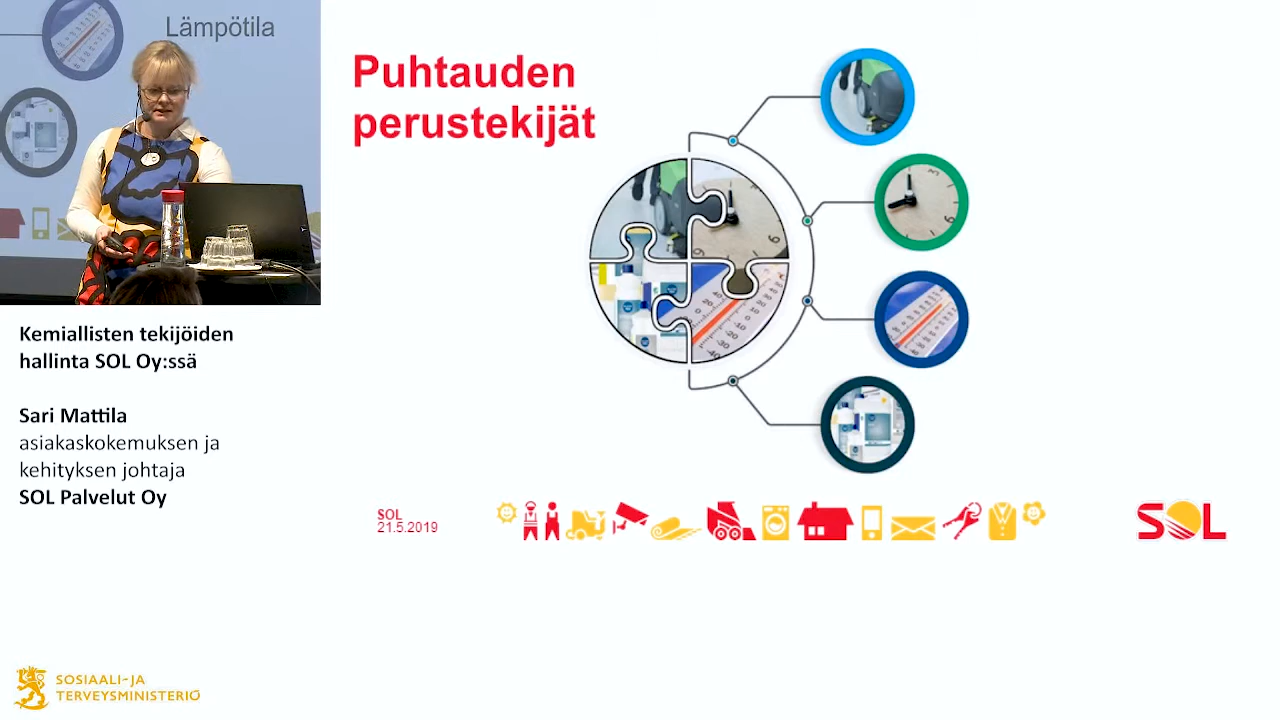 Lämpötila
Puhtauden
perustekijät
Kemiallisten tekijöiden
hallinta SOL Oy:ssä
Sari Mattila
asiakaskokemuksen ja
kehityksen johtaja
SOL Palvelut Oy
SOL
21.5.2019
SOL
SOSIAALI- JA
TERVEYSMINISTERIÖ